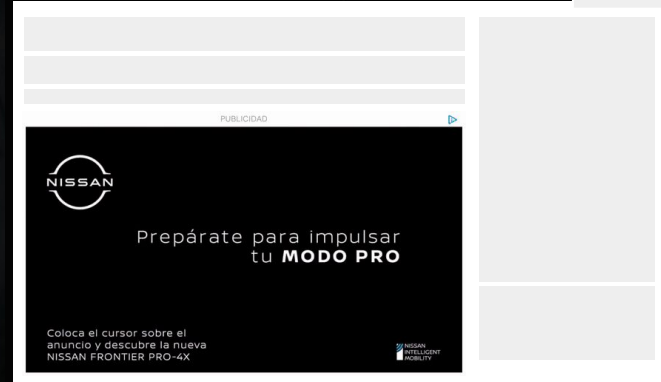 PUBLICIDAD
NISSAN
Prepárate para impulsar
tu MODO PRO
Coloca el cursor sobre el
anuncio y descubre la nueva
NISSAN FRONTIER PRO-4X
NISSAN
INTELLIGENT
MOBILITY